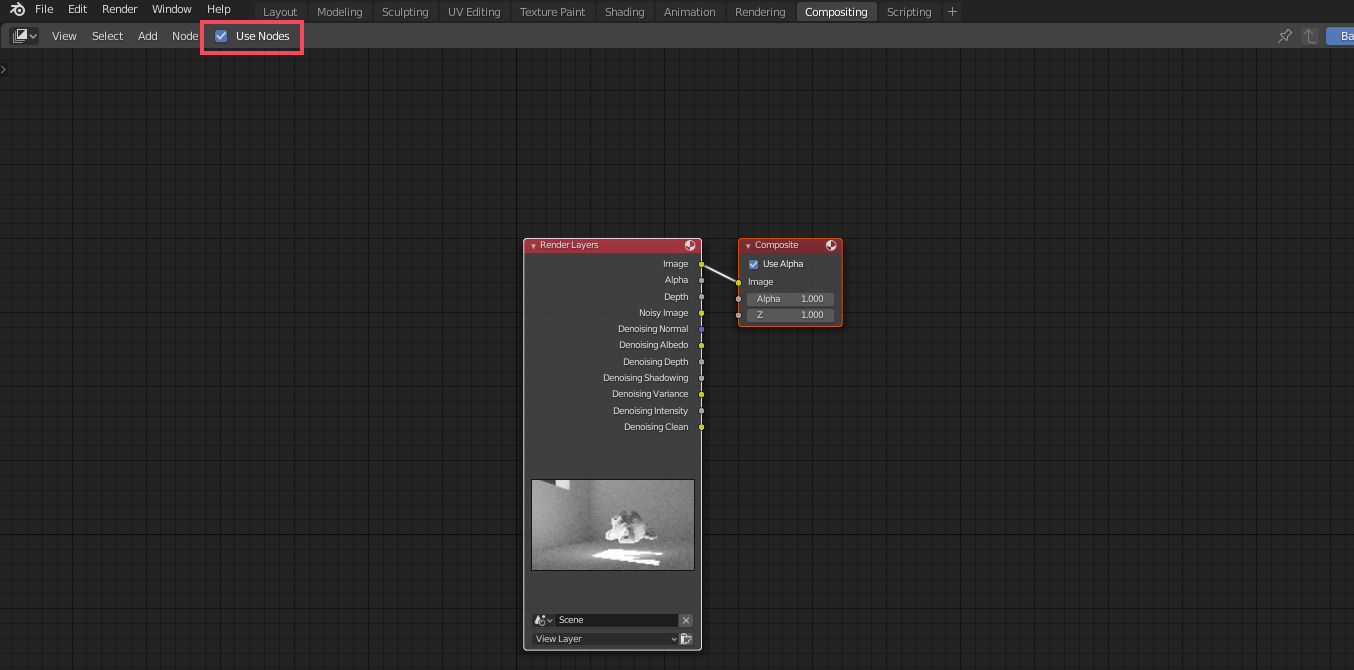 File Edit Render Window Help Layout Modeling Sculpting UV Editing Texture Paint Shading Animation Rendering Compositing Scripting +
View Select Add Node Use Nodes Ba
Render Layers
Image
Alpha
Depth
Noisy Image
Denoising Normal
Denoising Albedo
Denoising Depth
Denoising Shadowing
Denoising Variance
Denoising Intensity
Denoising Clean
Scene
View Layer
Composite
Use Alpha
Image
Alpha 1.000
Z 1.000